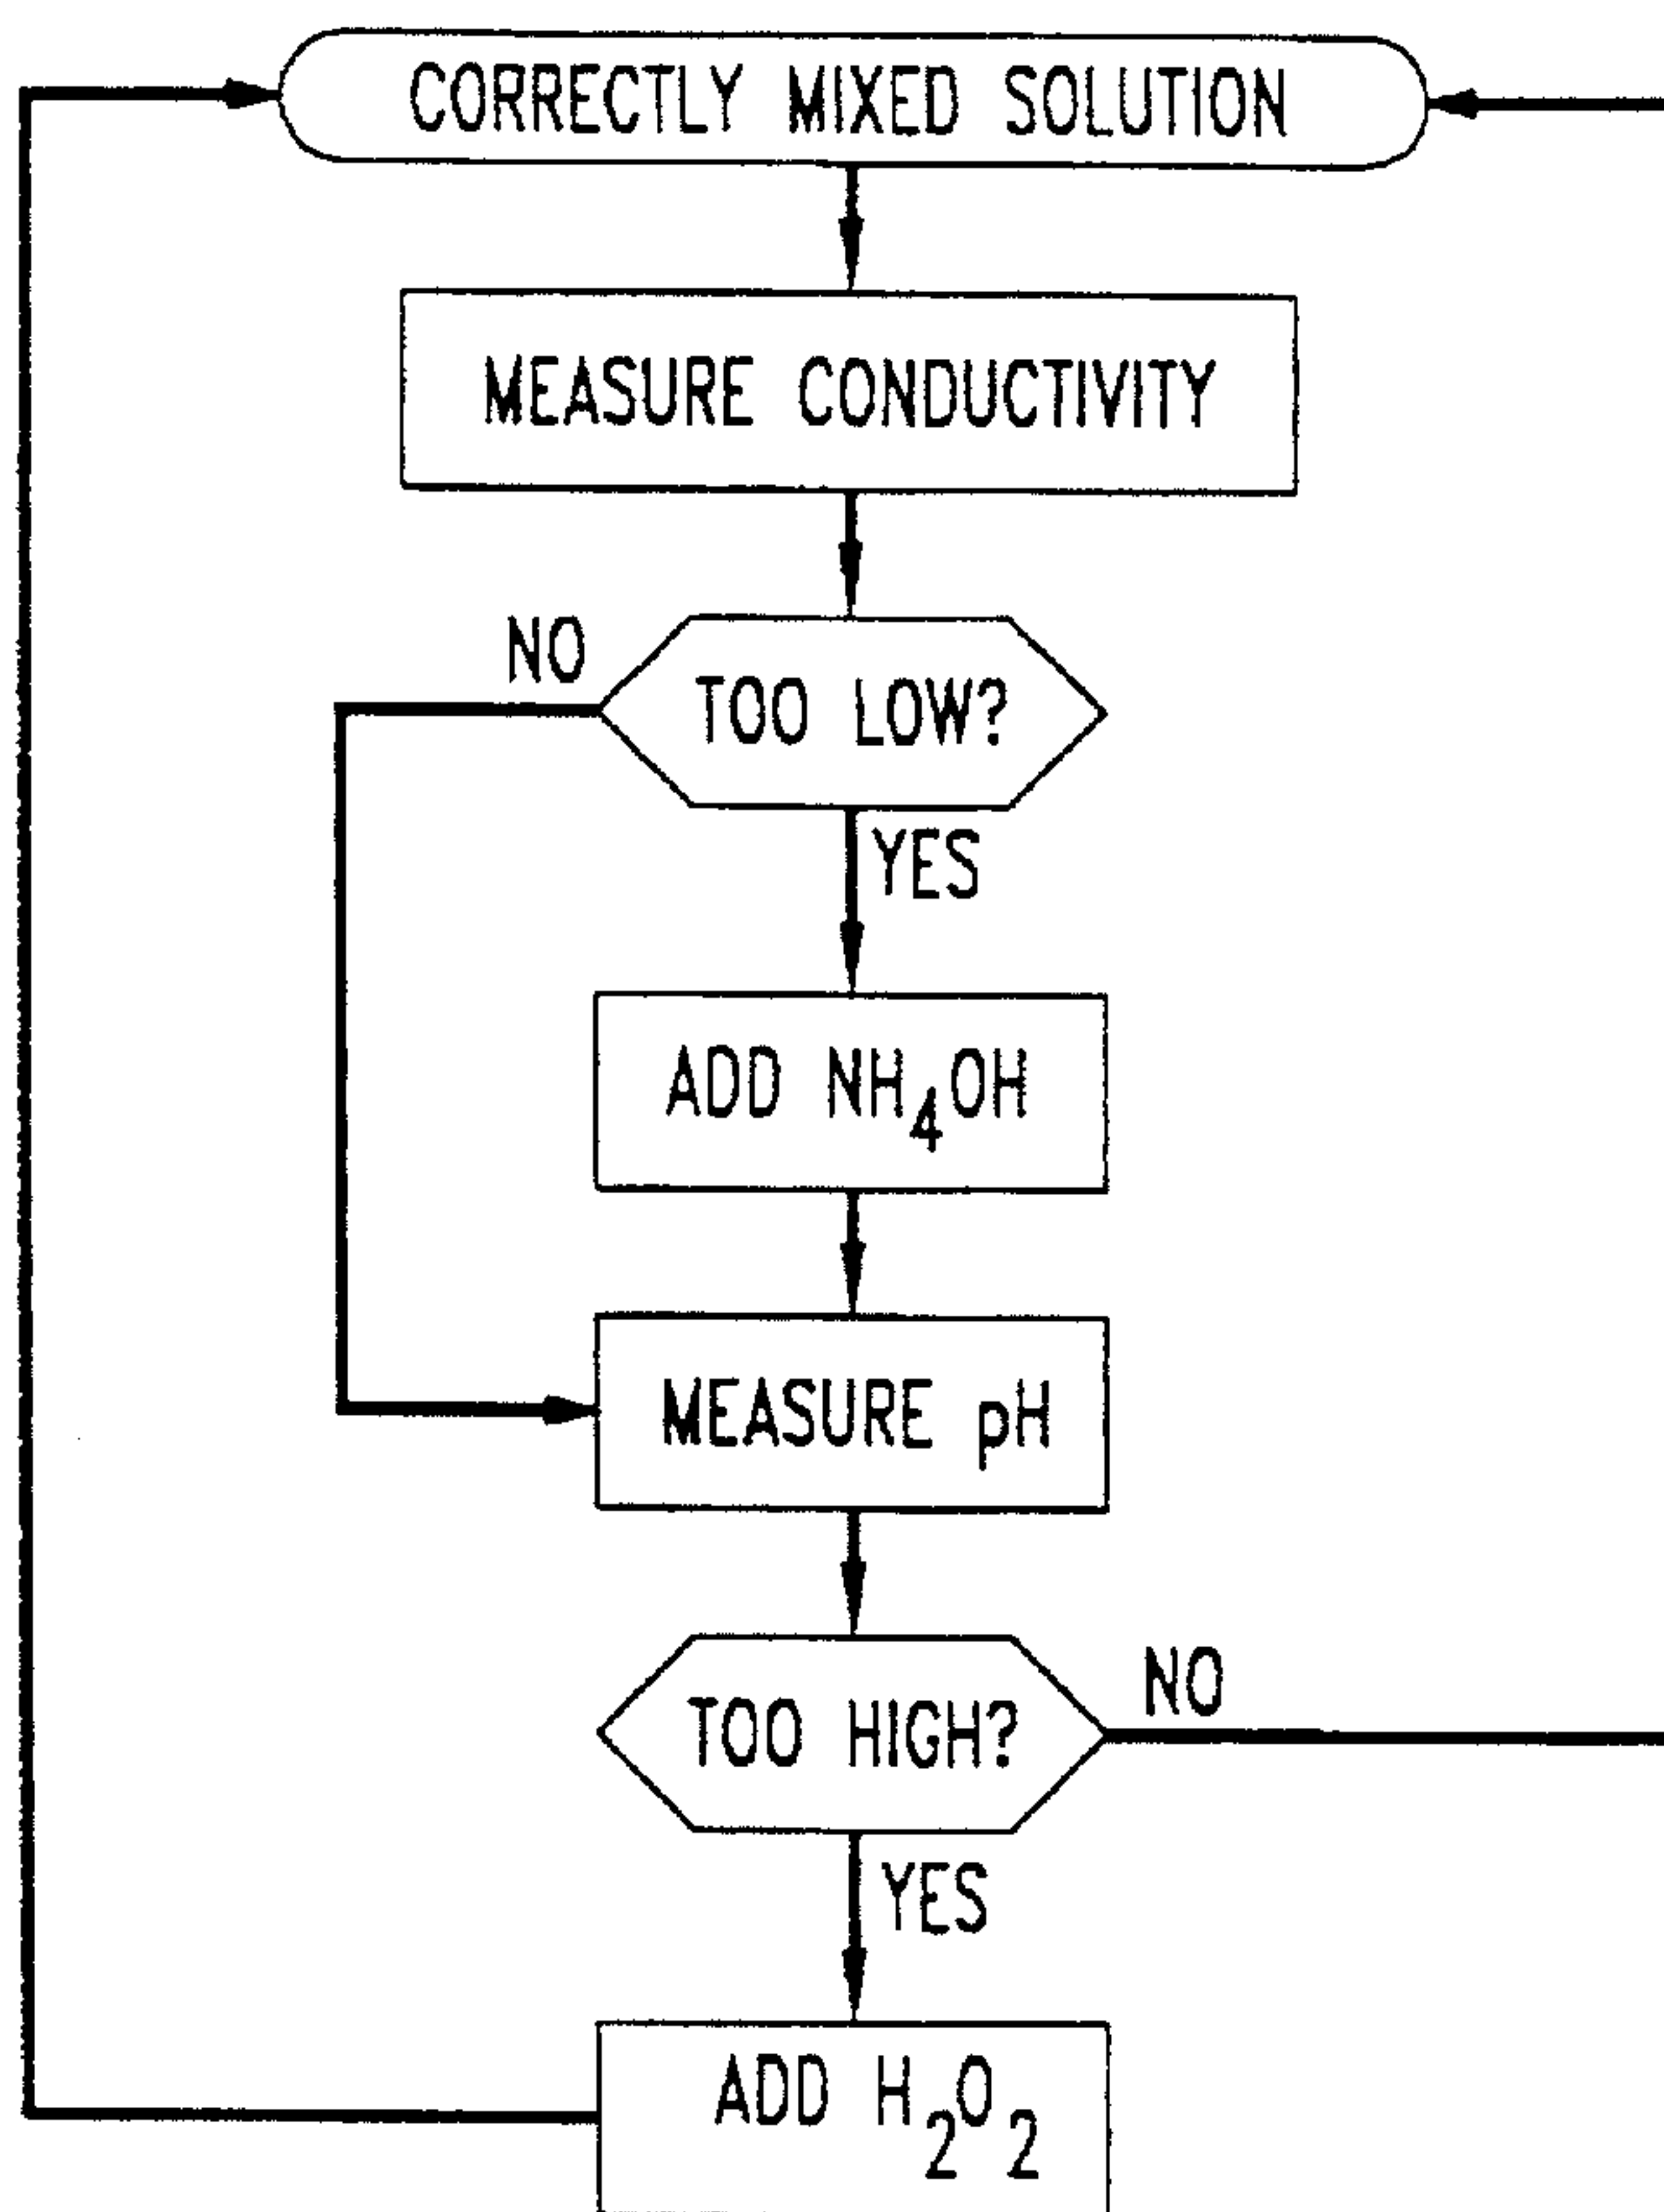 CORRECTLY MIXED SOLUTION
MEASURE CONDUCTIVITY
NO
TOO LOW?
YES
ADD NH₄OH
MEASURE pH
NO
TOO HIGH?
YES
ADD H₂O₂